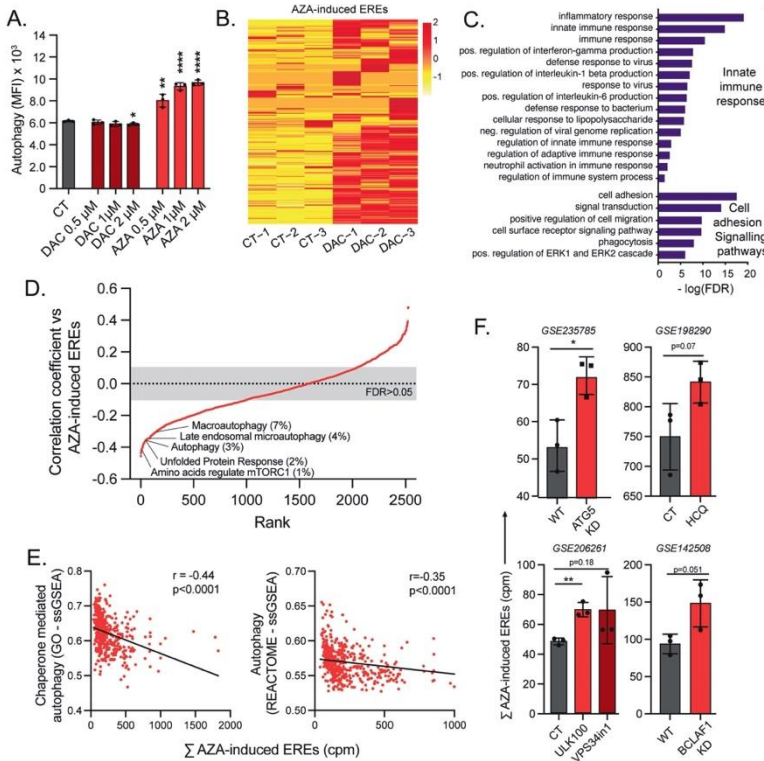 A.
Autophagy (MFI) x 10³
14
12
10
8.0
6.0
4.0
2.0
0
*
**
****
****
CT
DAC 0.5 μM
DAC 1μM
DAC 2 μM
AZA 0.5 μM
AZA 1μM
AZA 2 μM
B.
AZA-induced EREs
2
1
0
-1
CT-1
CT-2
CT-3
DAC-1
DAC-2
DAC-3
C.
inflammatory response
innate immune response
immune response
pos. regulation of interferon-gamma production
defense response to virus
pos. regulation of interleukin-1 beta production
response to virus
pos. regulation of interleukin-6 production
defense response to bacterium
cellular response to lipopolysaccharide
neg. regulation of viral genome replication
regulation of innate immune response
regulation of adaptive immune response
neutrophil activation in immune response
regulation of immune system process
Innate
immune
response
cell adhesion
signal transduction
positive regulation of cell migration
cell surface receptor signaling pathway
phagocytosis
pos. regulation of ERK1 and ERK2 cascade
Cell
adhesion
Signalling
pathways
0 5 10 15 20
- log(FDR)
D.
Correlation coefficient vs
AZA-induced EREs
0.6
0.4
0.2
0.0
-0.2
-0.4
-0.6
FDR>0.05
Macroautophagy (7%)
Late endosomal microautophagy (4%)
Autophagy (3%)
Unfolded Protein Response (2%)
Amino acids regulate mTORC1 (1%)
0 500 1000 1500 2000 2500
Rank
E.
Chaperone mediated
autophagy (GO - ssGSEA)
0.8
0.7
0.6
0.5
0.4
r = -0.44
p<0.0001
0 500 1000 1500 2000
Autophagy
(REACTOME - ssGSEA)
0.70
0.65
0.60
0.55
0.50
r=-0.35
p<0.0001
0 500 1000
∑ AZA-induced EREs (cpm)
F.
GSE235785
80
70
60
50
40
*
WT
ATG5
KD
GSE198290
900
850
800
750
700
650
p=0.07
CT
HCQ
∑ AZA-induced EREs (cpm)
GSE206261
100
80
60
40
20
0
p=0.18
**
CT
ULK100
VPS34in1
GSE142508
200
150
100
50
0
p=0.051
WT
BCLAF1
KD